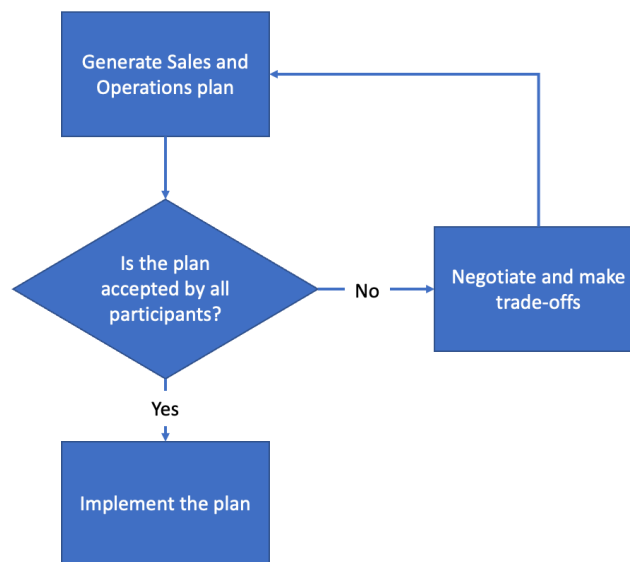 Generate Sales and
Operations plan
Is the plan
accepted by all
participants?
No
Negotiate and make
trade-offs
Yes
Implement the plan